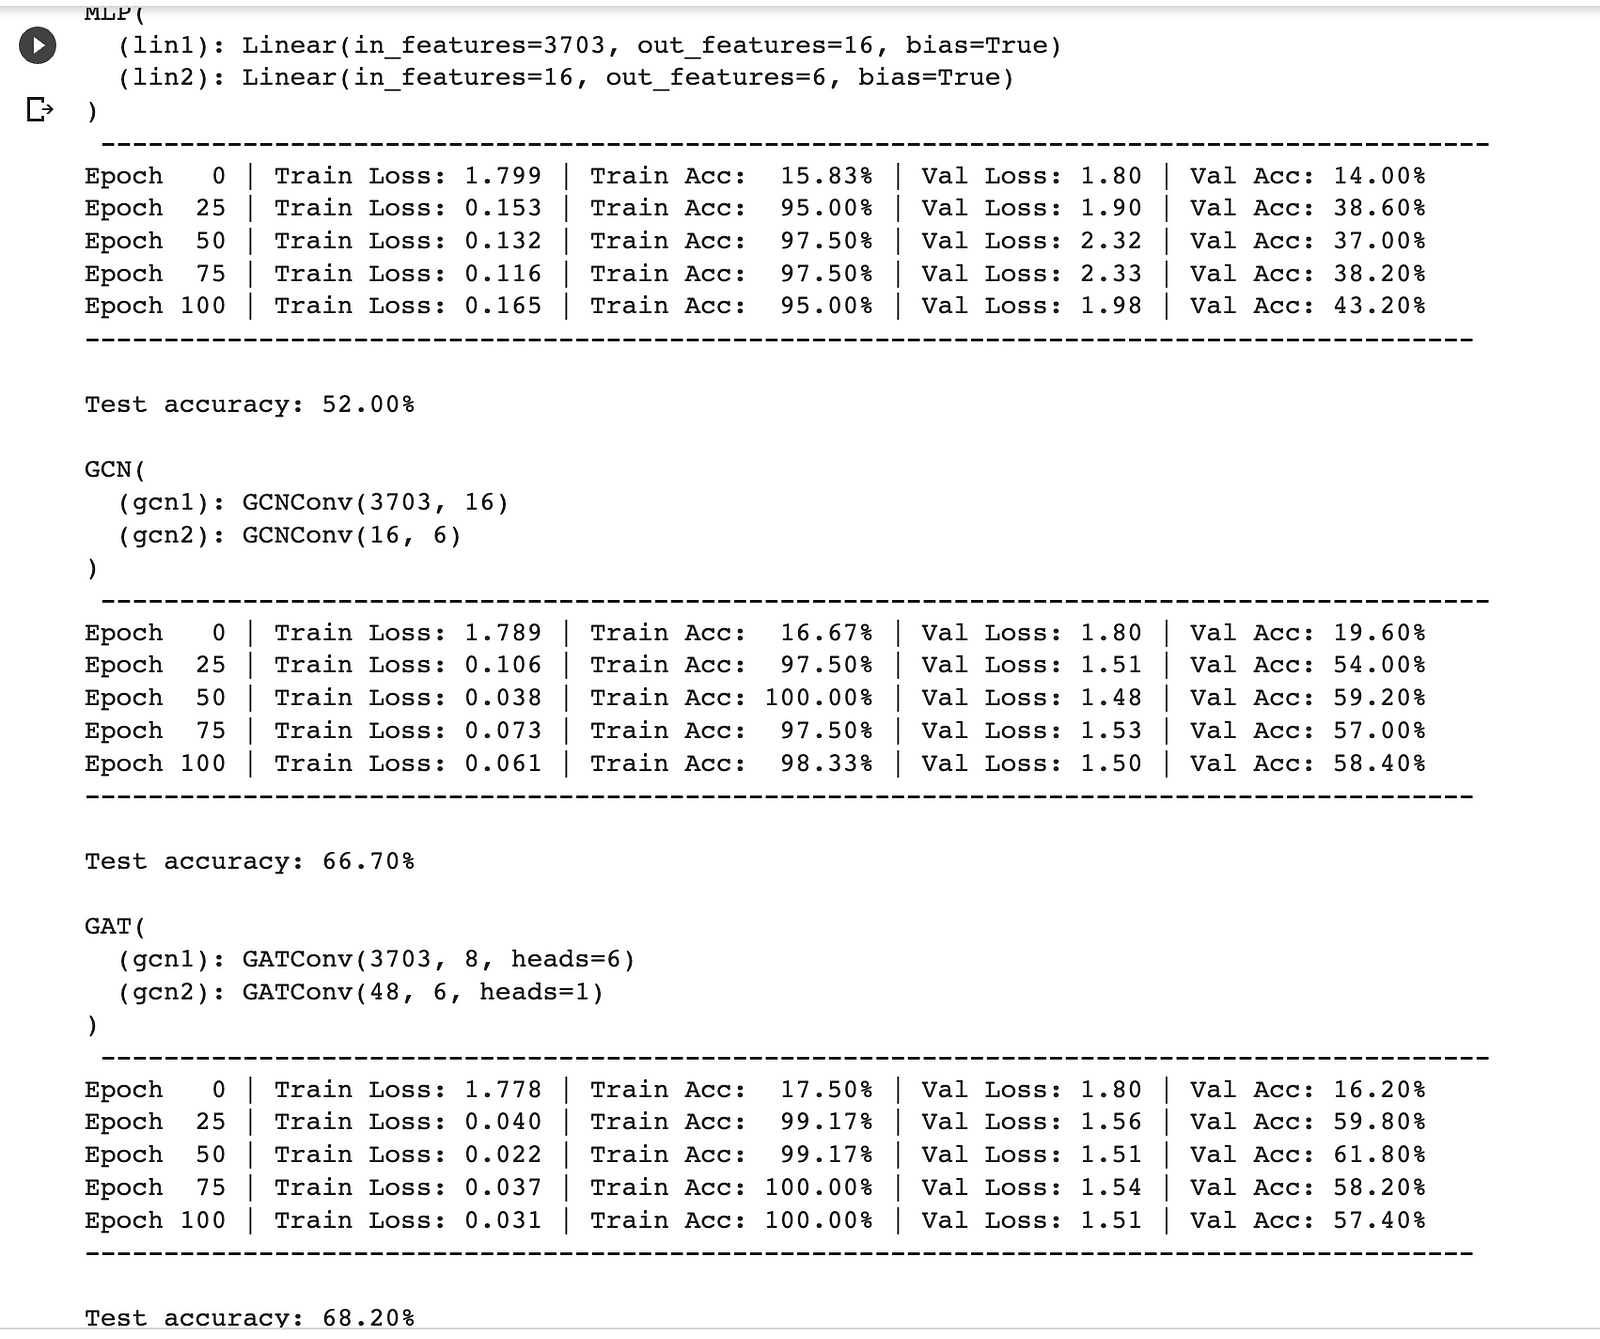 MLP(
  (lin1): Linear(in_features=3703, out_features=16, bias=True)
  (lin2): Linear(in_features=16, out_features=6, bias=True)
)
 ----------------------------------------------------------------------------------------
Epoch   0 | Train Loss: 1.799 | Train Acc:  15.83% | Val Loss: 1.80 | Val Acc: 14.00%
Epoch  25 | Train Loss: 0.153 | Train Acc:  95.00% | Val Loss: 1.90 | Val Acc: 38.60%
Epoch  50 | Train Loss: 0.132 | Train Acc:  97.50% | Val Loss: 2.32 | Val Acc: 37.00%
Epoch  75 | Train Loss: 0.116 | Train Acc:  97.50% | Val Loss: 2.33 | Val Acc: 38.20%
Epoch 100 | Train Loss: 0.165 | Train Acc:  95.00% | Val Loss: 1.98 | Val Acc: 43.20%
----------------------------------------------------------------------------------------
Test accuracy: 52.00%
GCN(
  (gcn1): GCNConv(3703, 16)
  (gcn2): GCNConv(16, 6)
)
 ----------------------------------------------------------------------------------------
Epoch   0 | Train Loss: 1.789 | Train Acc:  16.67% | Val Loss: 1.80 | Val Acc: 19.60%
Epoch  25 | Train Loss: 0.106 | Train Acc:  97.50% | Val Loss: 1.51 | Val Acc: 54.00%
Epoch  50 | Train Loss: 0.038 | Train Acc: 100.00% | Val Loss: 1.48 | Val Acc: 59.20%
Epoch  75 | Train Loss: 0.073 | Train Acc:  97.50% | Val Loss: 1.53 | Val Acc: 57.00%
Epoch 100 | Train Loss: 0.061 | Train Acc:  98.33% | Val Loss: 1.50 | Val Acc: 58.40%
----------------------------------------------------------------------------------------
Test accuracy: 66.70%
GAT(
  (gcn1): GATConv(3703, 8, heads=6)
  (gcn2): GATConv(48, 6, heads=1)
)
 ----------------------------------------------------------------------------------------
Epoch   0 | Train Loss: 1.778 | Train Acc:  17.50% | Val Loss: 1.80 | Val Acc: 16.20%
Epoch  25 | Train Loss: 0.040 | Train Acc:  99.17% | Val Loss: 1.56 | Val Acc: 59.80%
Epoch  50 | Train Loss: 0.022 | Train Acc:  99.17% | Val Loss: 1.51 | Val Acc: 61.80%
Epoch  75 | Train Loss: 0.037 | Train Acc: 100.00% | Val Loss: 1.54 | Val Acc: 58.20%
Epoch 100 | Train Loss: 0.031 | Train Acc: 100.00% | Val Loss: 1.51 | Val Acc: 57.40%
----------------------------------------------------------------------------------------
Test accuracy: 68.20%